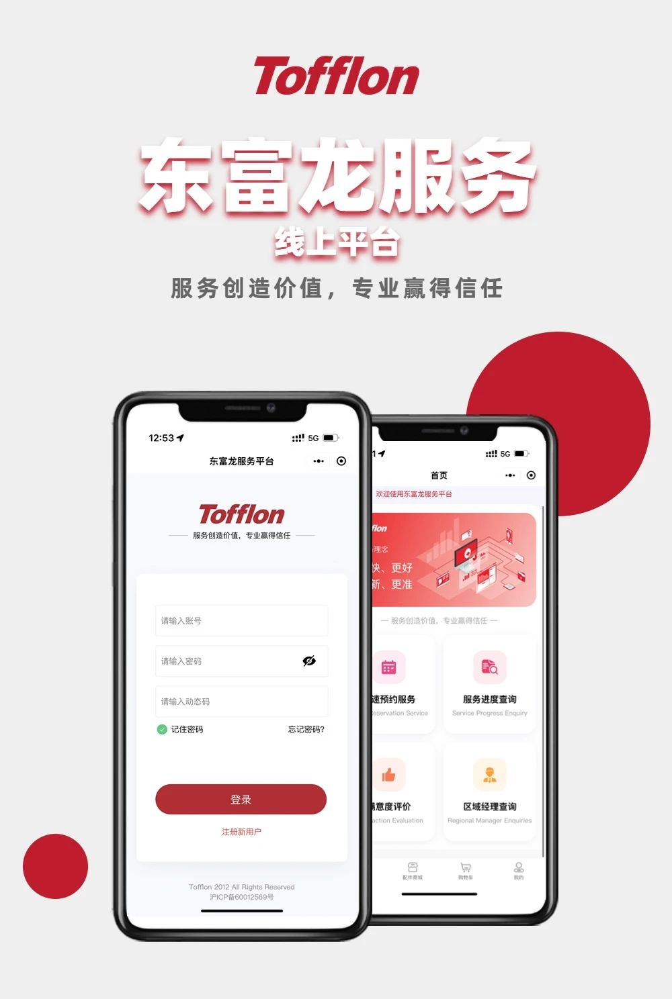 Tofflon
东富龙服务
线上平台
服务创造价值，专业赢得信任
12:53
5G
东富龙服务平台
Tofflon
服务创造价值，专业赢得信任
请输入账号
请输入密码
请输入动态码
记住密码
忘记密码?
登录
注册新用户
Tofflon 2012 All Rights Reserved
沪ICP备60012569号
1
5G
首页
欢迎使用东富龙服务平台
flon
理念
快、更好
新、更准
— 服务创造价值，专业赢得信任 —
速预约服务
eservation Service
服务进度查询
Service Progress Enquiry
意度评价
action Evaluation
区域经理查询
Regional Manager Enquiries
配件商城
购物车
我的